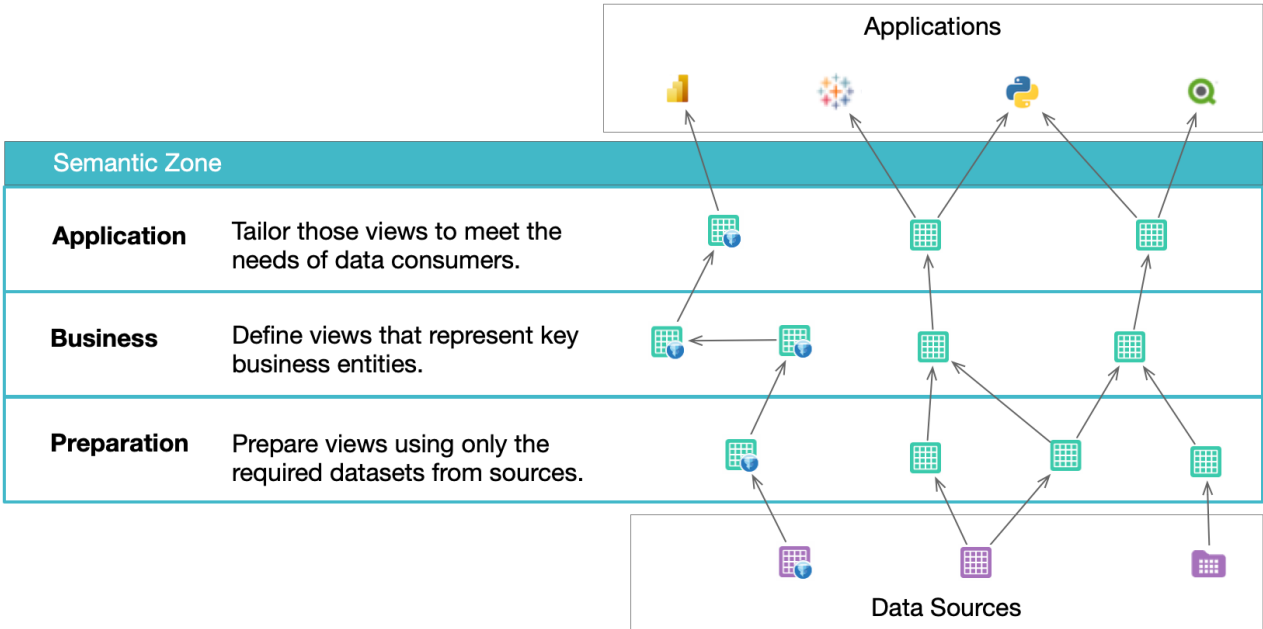 Applications
Semantic Zone
Application
Tailor those views to meet the
needs of data consumers.
Business
Define views that represent key
business entities.
Preparation
Prepare views using only the
required datasets from sources.
Data Sources